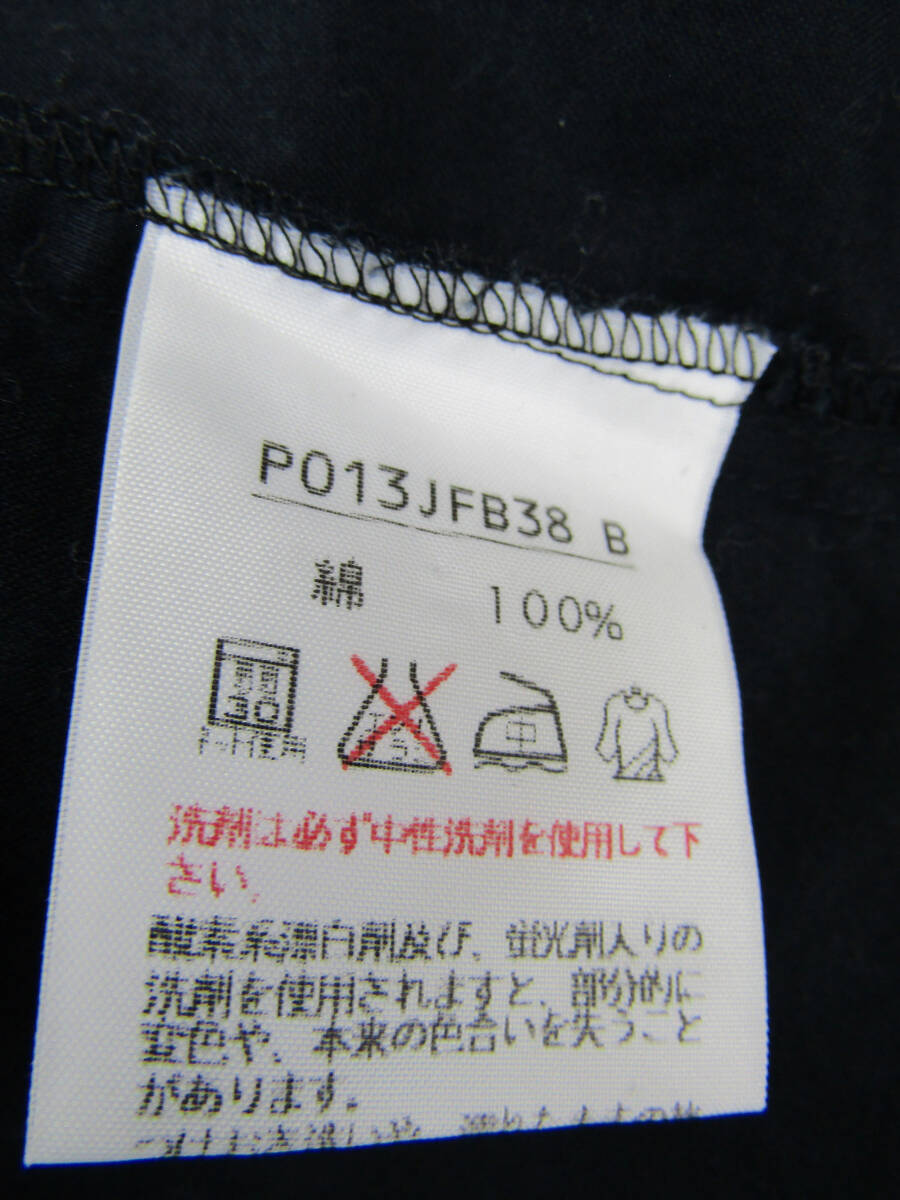 P013JFB38 B
綿 100%
30
中
洗剤は必ず中性洗剤を使用して下
さい.
酸素系漂白剤及び、蛍光剤入りの
洗剤を使用されますと、部分的に
変色や、本来の色合いを失うこと
があります。